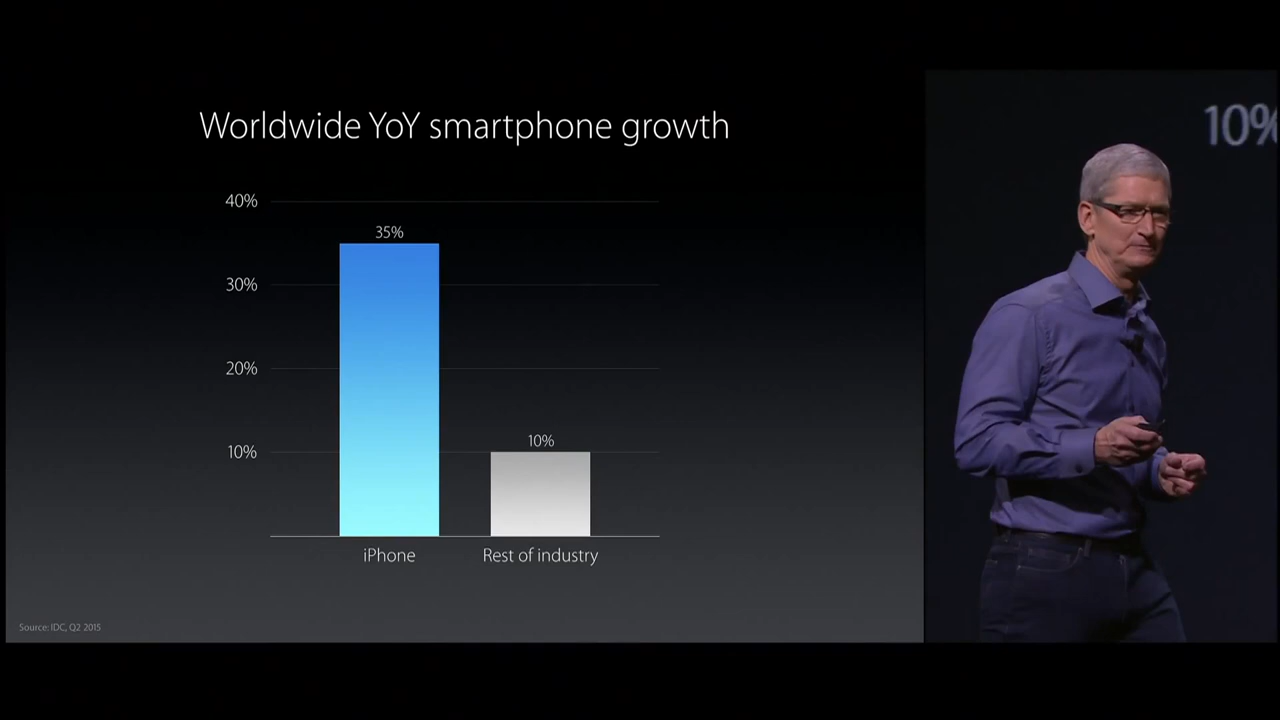 Worldwide YoY smartphone growth
40%
35%
30%
20%
10%
10%
iPhone
Rest of industry
Source: IDC, Q2 2015
10%